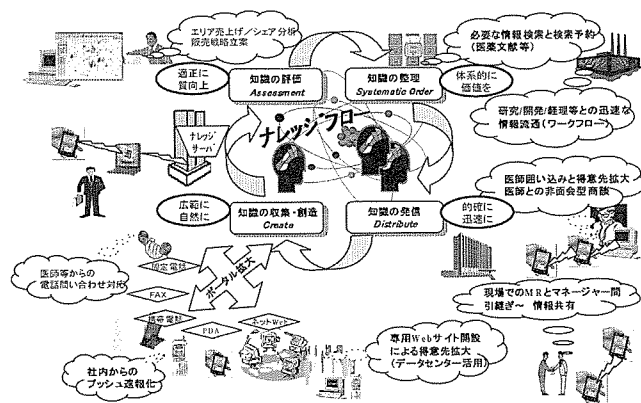 エリア売上げ／シェア分析
販売戦略立案
必要な情報検索と検索予約
(医薬文献等)
適正に
質向上
知識の評価
Assessment
知識の整理
Systematic Order
体系的に
価値を
ナレッジフロー
ナレッジ
サーバ
研究/開発/経理等との迅速な
情報流通(ワークフロー)
医師囲い込みと得意先拡大
医師との非面会型商談
広範に
自然に
知識の収集・創造
Create
知識の発信
Distribute
的確に
迅速に
医師等からの
電話問い合わせ対応
固定電話
FAX
携帯電話
PDA
ネットWeb
ポータル拡大
現場でのMRとマネージャー間
引継ぎ～ 情報共有
専用Webサイト開設
による得意先拡大
(データセンター活用)
社内からの
プッシュ速報化